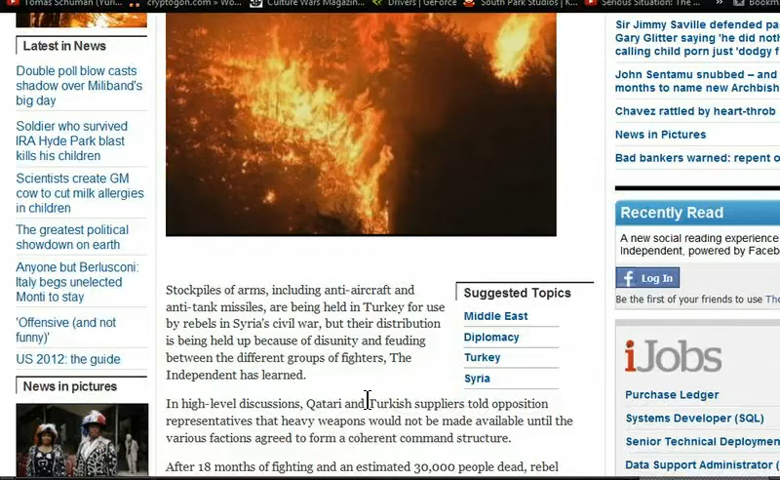 Tomas Schuman (Yuri...
cryptogon.com » Wo...
Culture Wars Magazin...
Drivers | GeForce
South Park Studios | K...
Serious Situation: The ...
Bookm
Latest in News
Double poll blow casts
shadow over Miliband's
big day
Soldier who survived
IRA Hyde Park blast
kills his children
Scientists create GM
cow to cut milk allergies
in children
The greatest political
showdown on earth
Anyone but Berlusconi:
Italy begs unelected
Monti to stay
'Offensive (and not
funny)'
US 2012: the guide
News in pictures
Stockpiles of arms, including anti-aircraft and
anti-tank missiles, are being held in Turkey for use
by rebels in Syria's civil war, but their distribution
is being held up because of disunity and feuding
between the different groups of fighters, The
Independent has learned.
In high-level discussions, Qatari and Turkish suppliers told opposition
representatives that heavy weapons would not be made available until the
various factions agreed to form a coherent command structure.
After 18 months of fighting and an estimated 30,000 people dead, rebel
Suggested Topics
Middle East
Diplomacy
Turkey
Syria
Sir Jimmy Saville defended pa
Gary Glitter saying 'he did noth
calling child porn just 'dodgy f
John Sentamu snubbed – and
months to name new Archbish
Chavez rattled by heart-throb
News in Pictures
Bad bankers warned: repent o
Recently Read
A new social reading experience
Independent, powered by Faceb
f Log In
Be the first of your friends to use Th
iJobs
Purchase Ledger
Systems Developer (SQL)
Senior Technical Deploymen
Data Support Administrator (